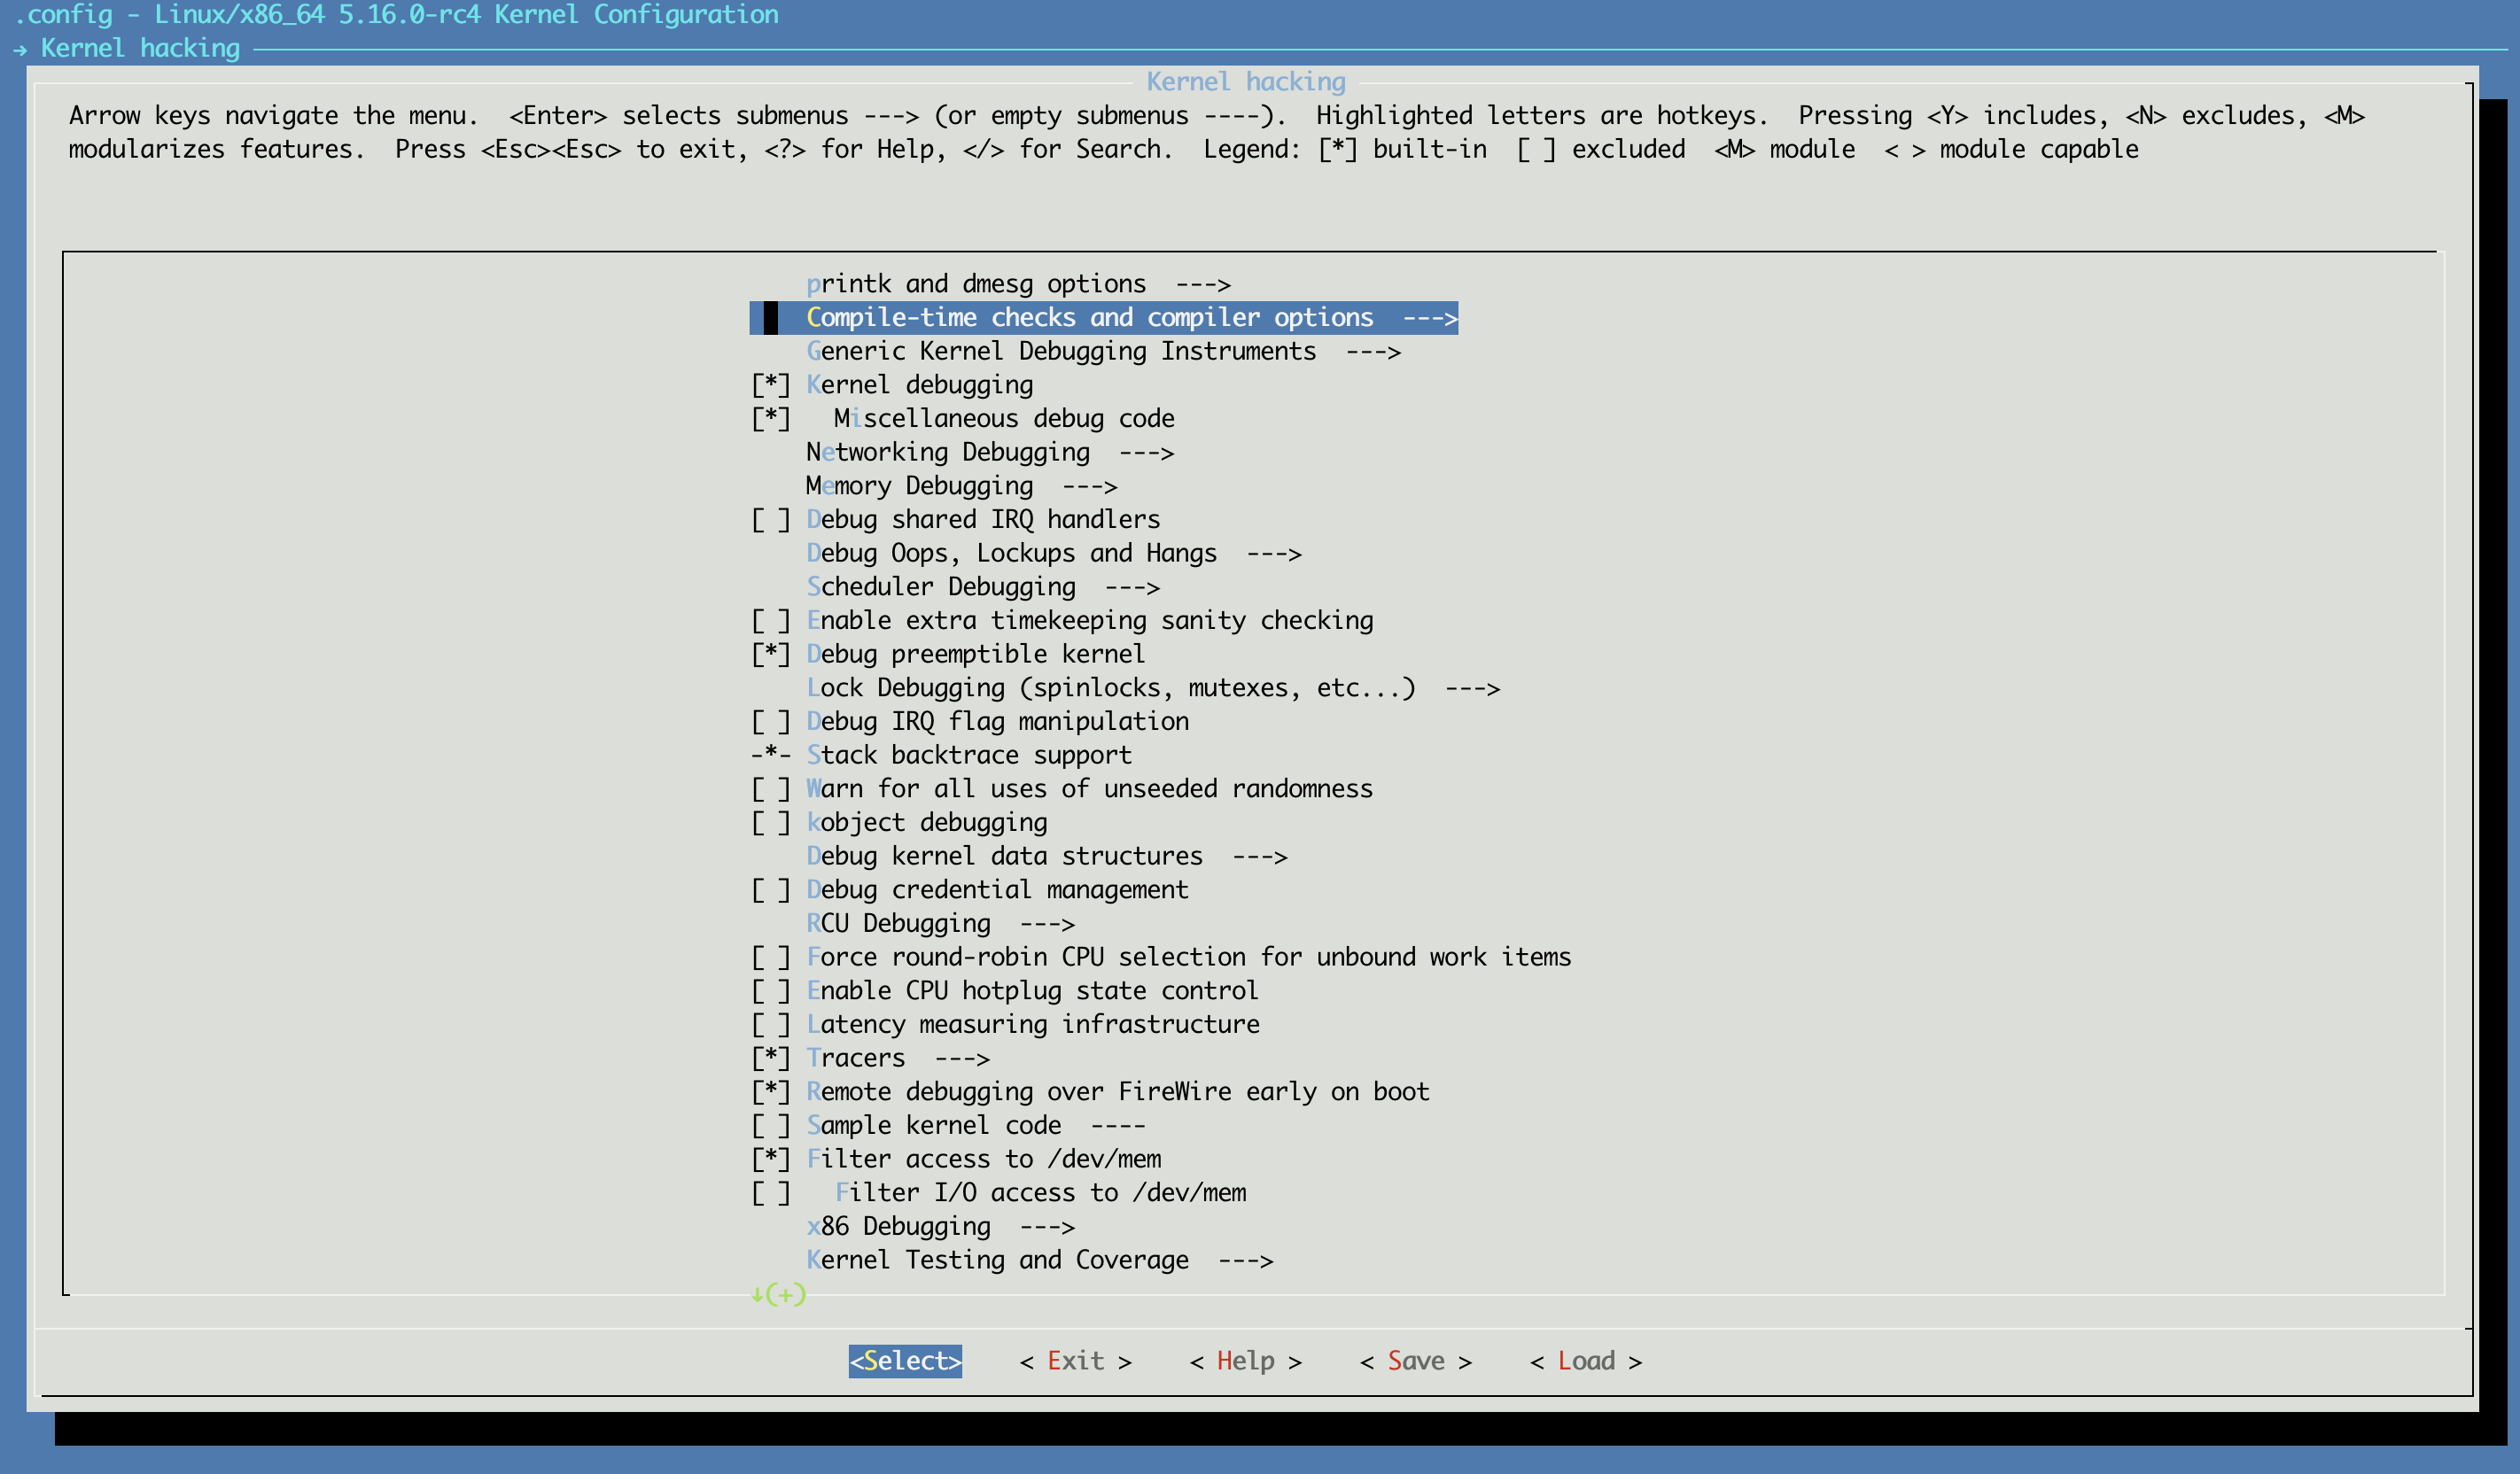 .config - Linux/x86_64 5.16.0-rc4 Kernel Configuration
→ Kernel hacking
Kernel hacking
Arrow keys navigate the menu.  <Enter> selects submenus ---> (or empty submenus ----).  Highlighted letters are hotkeys.  Pressing <Y> includes, <N> excludes, <M>
modularizes features.  Press <Esc><Esc> to exit, <?> for Help, </> for Search.  Legend: [*] built-in  [ ] excluded  <M> module  < > module capable
printk and dmesg options  --->
Compile-time checks and compiler options  --->
Generic Kernel Debugging Instruments  --->
[*] Kernel debugging
[*]   Miscellaneous debug code
Networking Debugging  --->
Memory Debugging  --->
[ ] Debug shared IRQ handlers
Debug Oops, Lockups and Hangs  --->
Scheduler Debugging  --->
[ ] Enable extra timekeeping sanity checking
[*] Debug preemptible kernel
Lock Debugging (spinlocks, mutexes, etc...)  --->
[ ] Debug IRQ flag manipulation
-*- Stack backtrace support
[ ] Warn for all uses of unseeded randomness
[ ] kobject debugging
Debug kernel data structures  --->
[ ] Debug credential management
RCU Debugging  --->
[ ] Force round-robin CPU selection for unbound work items
[ ] Enable CPU hotplug state control
[ ] Latency measuring infrastructure
[*] Tracers  --->
[*] Remote debugging over FireWire early on boot
[ ] Sample kernel code  ----
[*] Filter access to /dev/mem
[ ]   Filter I/O access to /dev/mem
x86 Debugging  --->
Kernel Testing and Coverage  --->
↓(+)
<Select>    < Exit >    < Help >    < Save >    < Load >